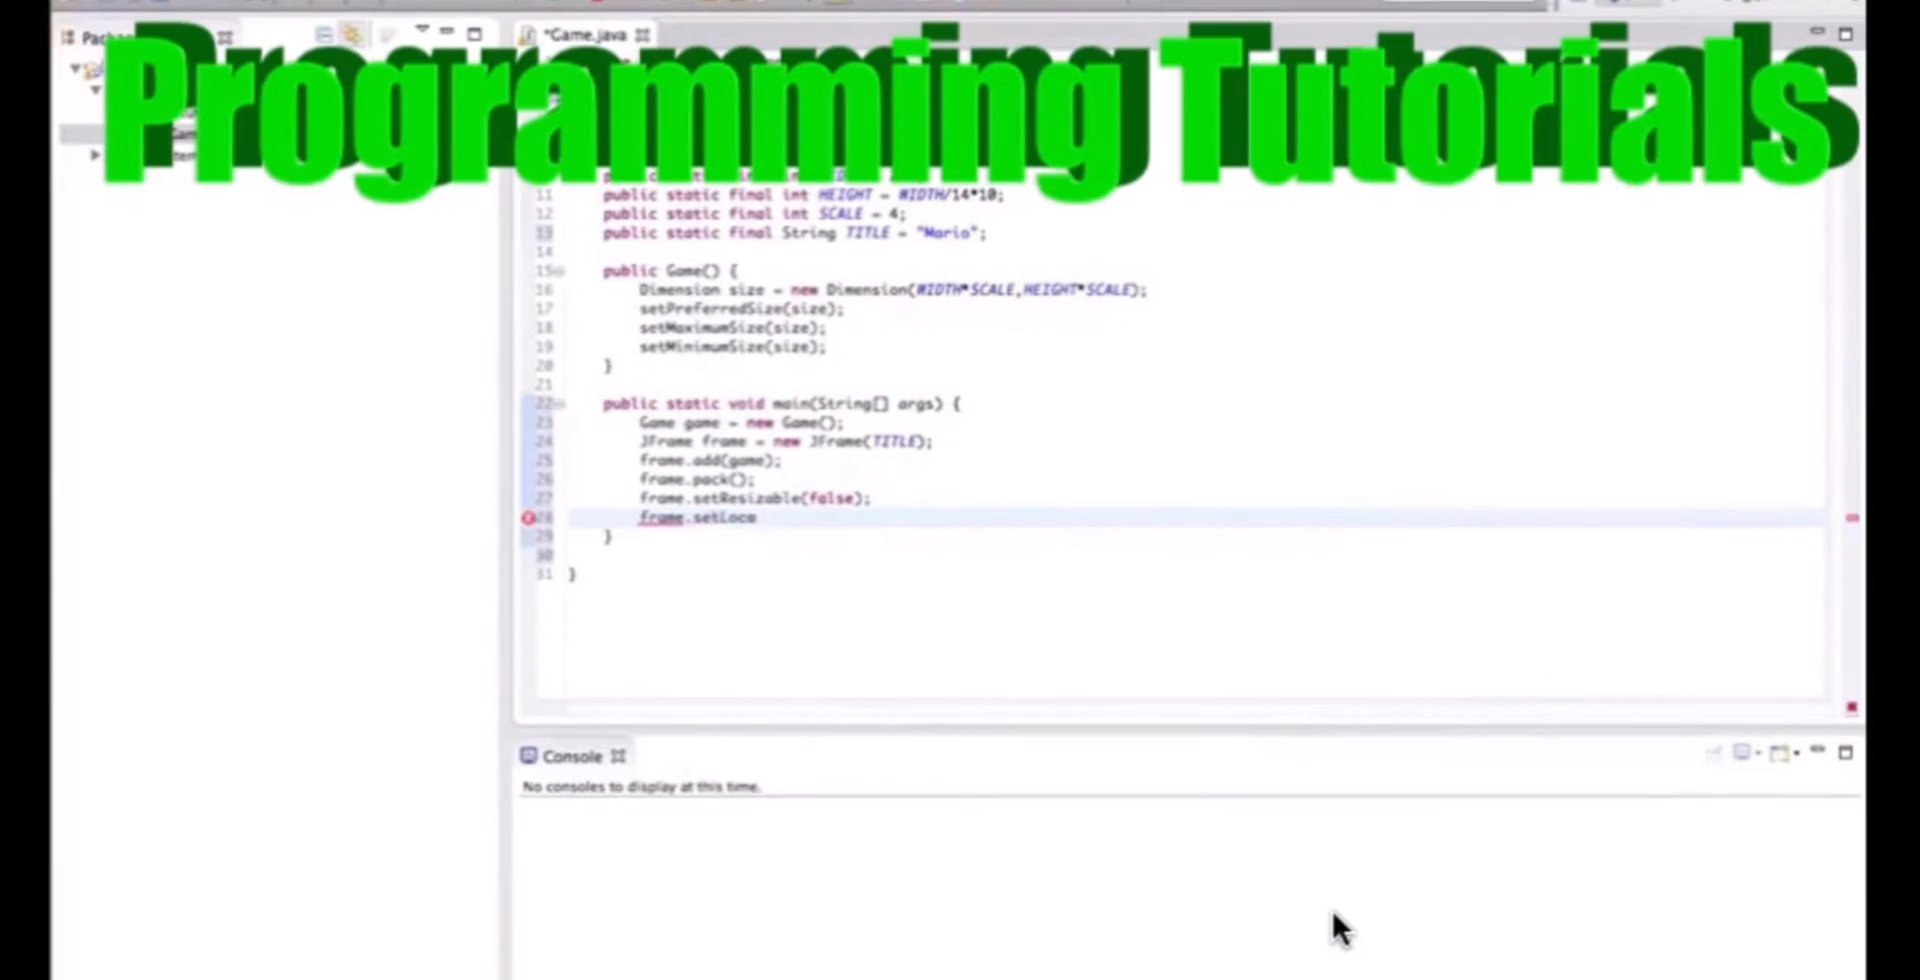 Programming Tutorials
*Game.java
11 public static final int HEIGHT = WIDTH/14*10;
12 public static final int SCALE = 4;
13 public static final String TITLE = "Mario";
14
15 public Game() {
16 Dimension size = new Dimension(WIDTH*SCALE,HEIGHT*SCALE);
17 setPreferredSize(size);
18 setMaximumSize(size);
19 setMinimumSize(size);
20 }
21
22 public static void main(String[] args) {
23 Game game = new Game();
24 JFrame frame = new JFrame(TITLE);
25 frame.add(game);
26 frame.pack();
27 frame.setResizable(false);
28 frame.setLoca
29 }
30
31 }
Console
No consoles to display at this time.